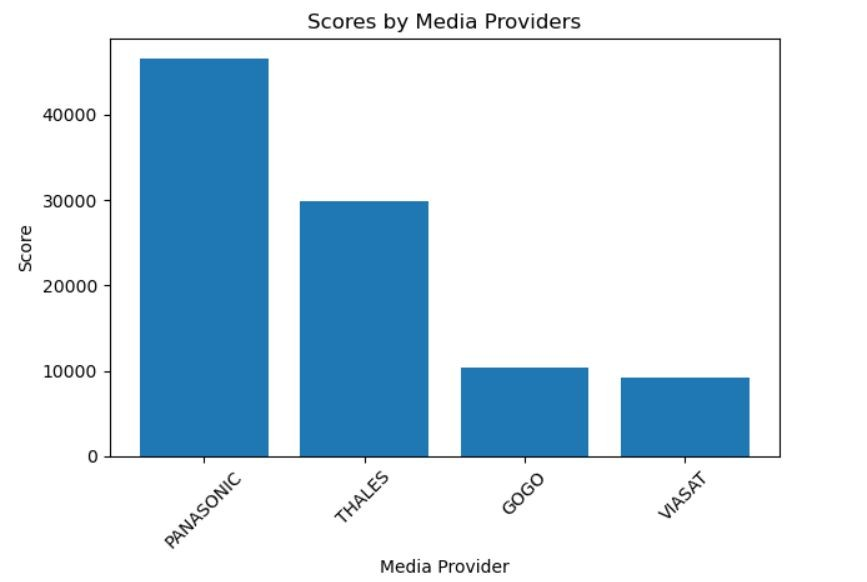 Scores by Media Providers
40000
30000
20000
10000
0
Score
PANASONIC
THALES
GOGO
VIASAT
Media Provider